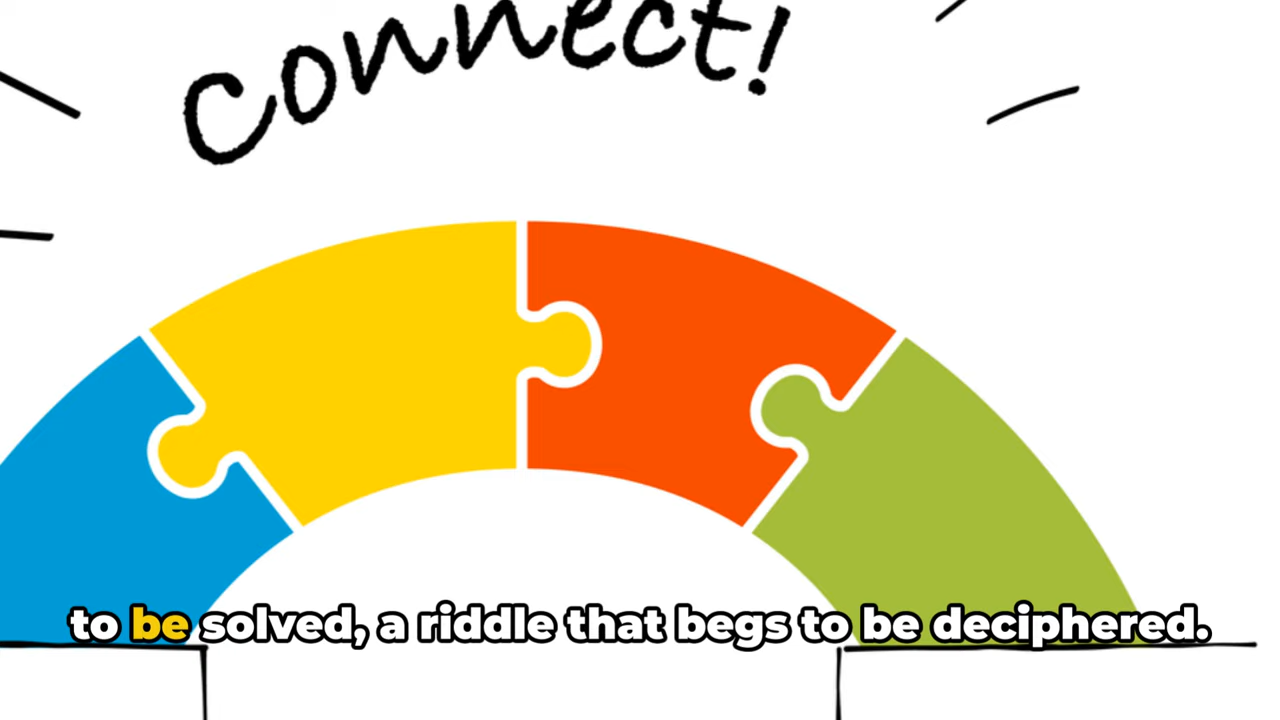 connect!
to be solved, a riddle that begs to be deciphered.